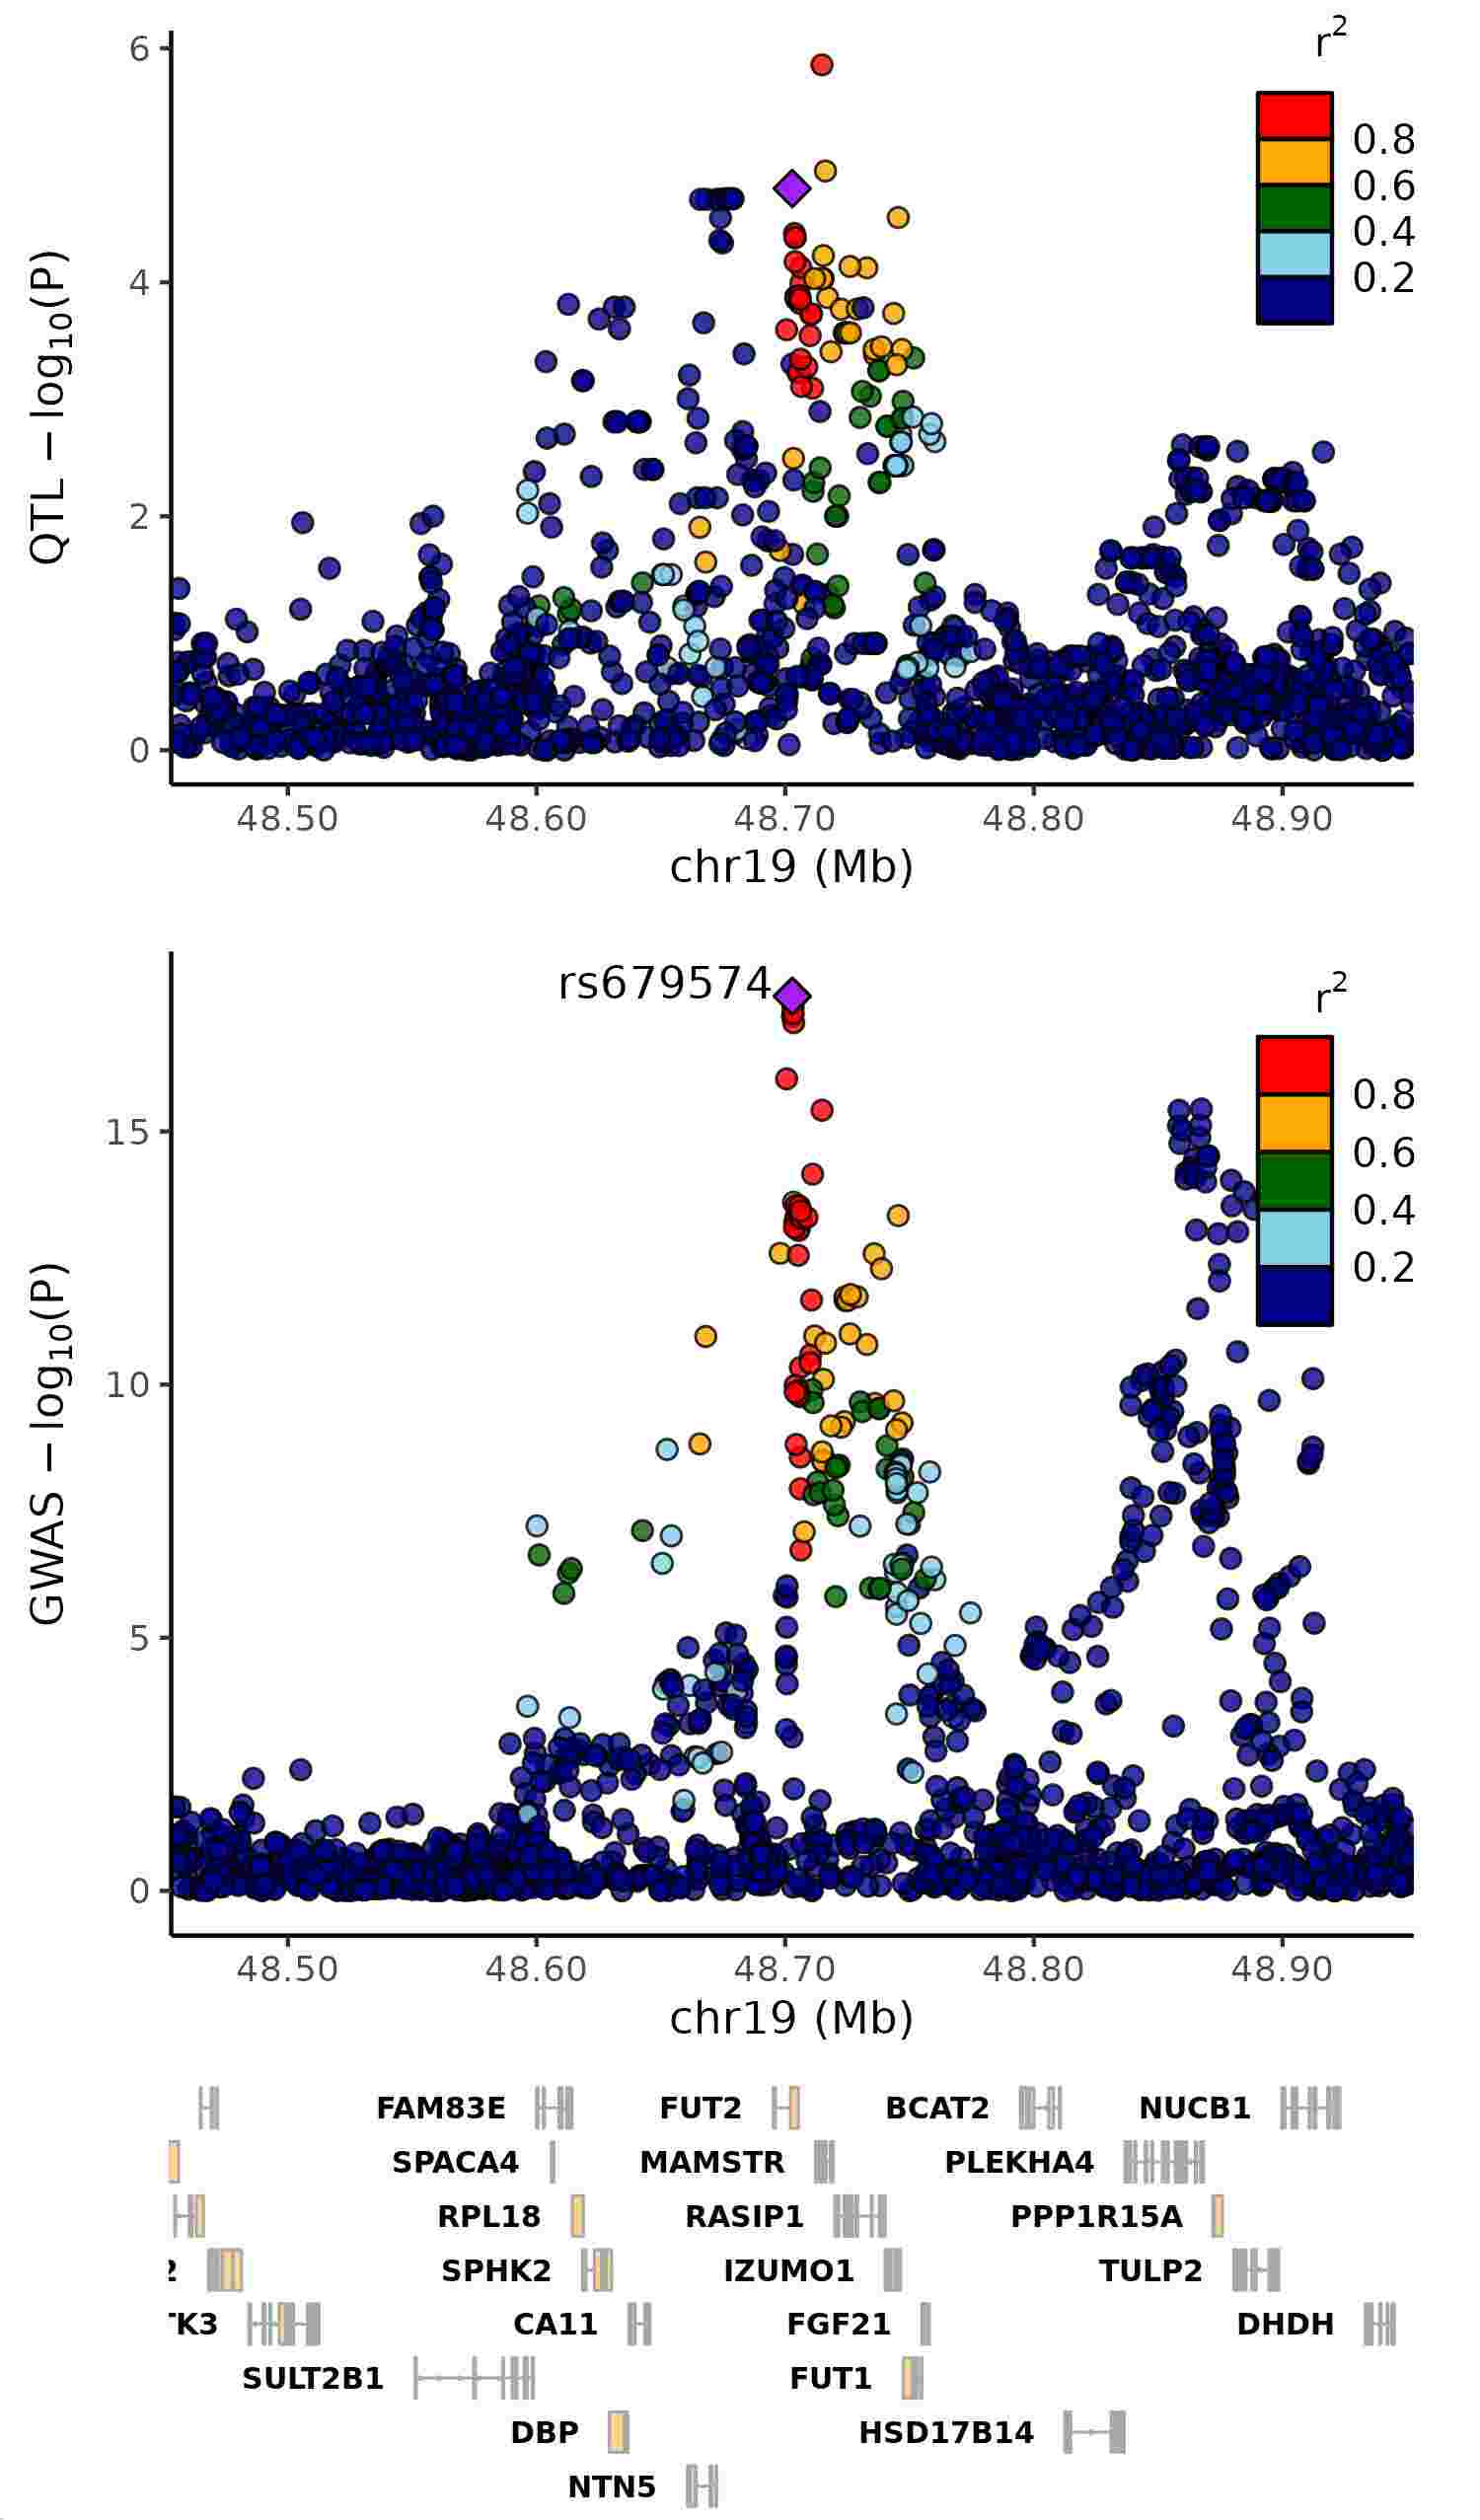 r²
6
4
2
0
0.8
0.6
0.4
0.2
QTL − log₁₀(P)
48.50 48.60 48.70 48.80 48.90
chr19 (Mb)
rs679574
r²
15
10
5
0
0.8
0.6
0.4
0.2
GWAS − log₁₀(P)
48.50 48.60 48.70 48.80 48.90
chr19 (Mb)
FAM83E FUT2 BCAT2 NUCB1
SPACA4 MAMSTR PLEKHA4
RPL18 RASIP1 PPP1R15A
2 SPHK2 IZUMO1 TULP2
TK3 CA11 FGF21 DHDH
SULT2B1 FUT1
DBP HSD17B14
NTN5